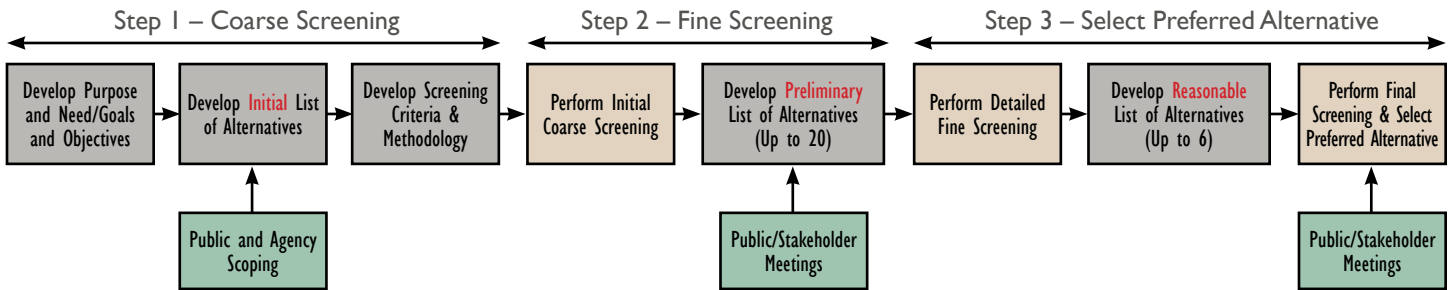 Step 1 – Coarse Screening
Step 2 – Fine Screening
Step 3 – Select Preferred Alternative
Develop Purpose
and Need/Goals
and Objectives
Develop Initial List
of Alternatives
Develop Screening
Criteria &
Methodology
Perform Initial
Coarse Screening
Develop Preliminary
List of Alternatives
(Up to 20)
Perform Detailed
Fine Screening
Develop Reasonable
List of Alternatives
(Up to 6)
Perform Final
Screening & Select
Preferred Alternative
Public and Agency
Scoping
Public/Stakeholder
Meetings
Public/Stakeholder
Meetings